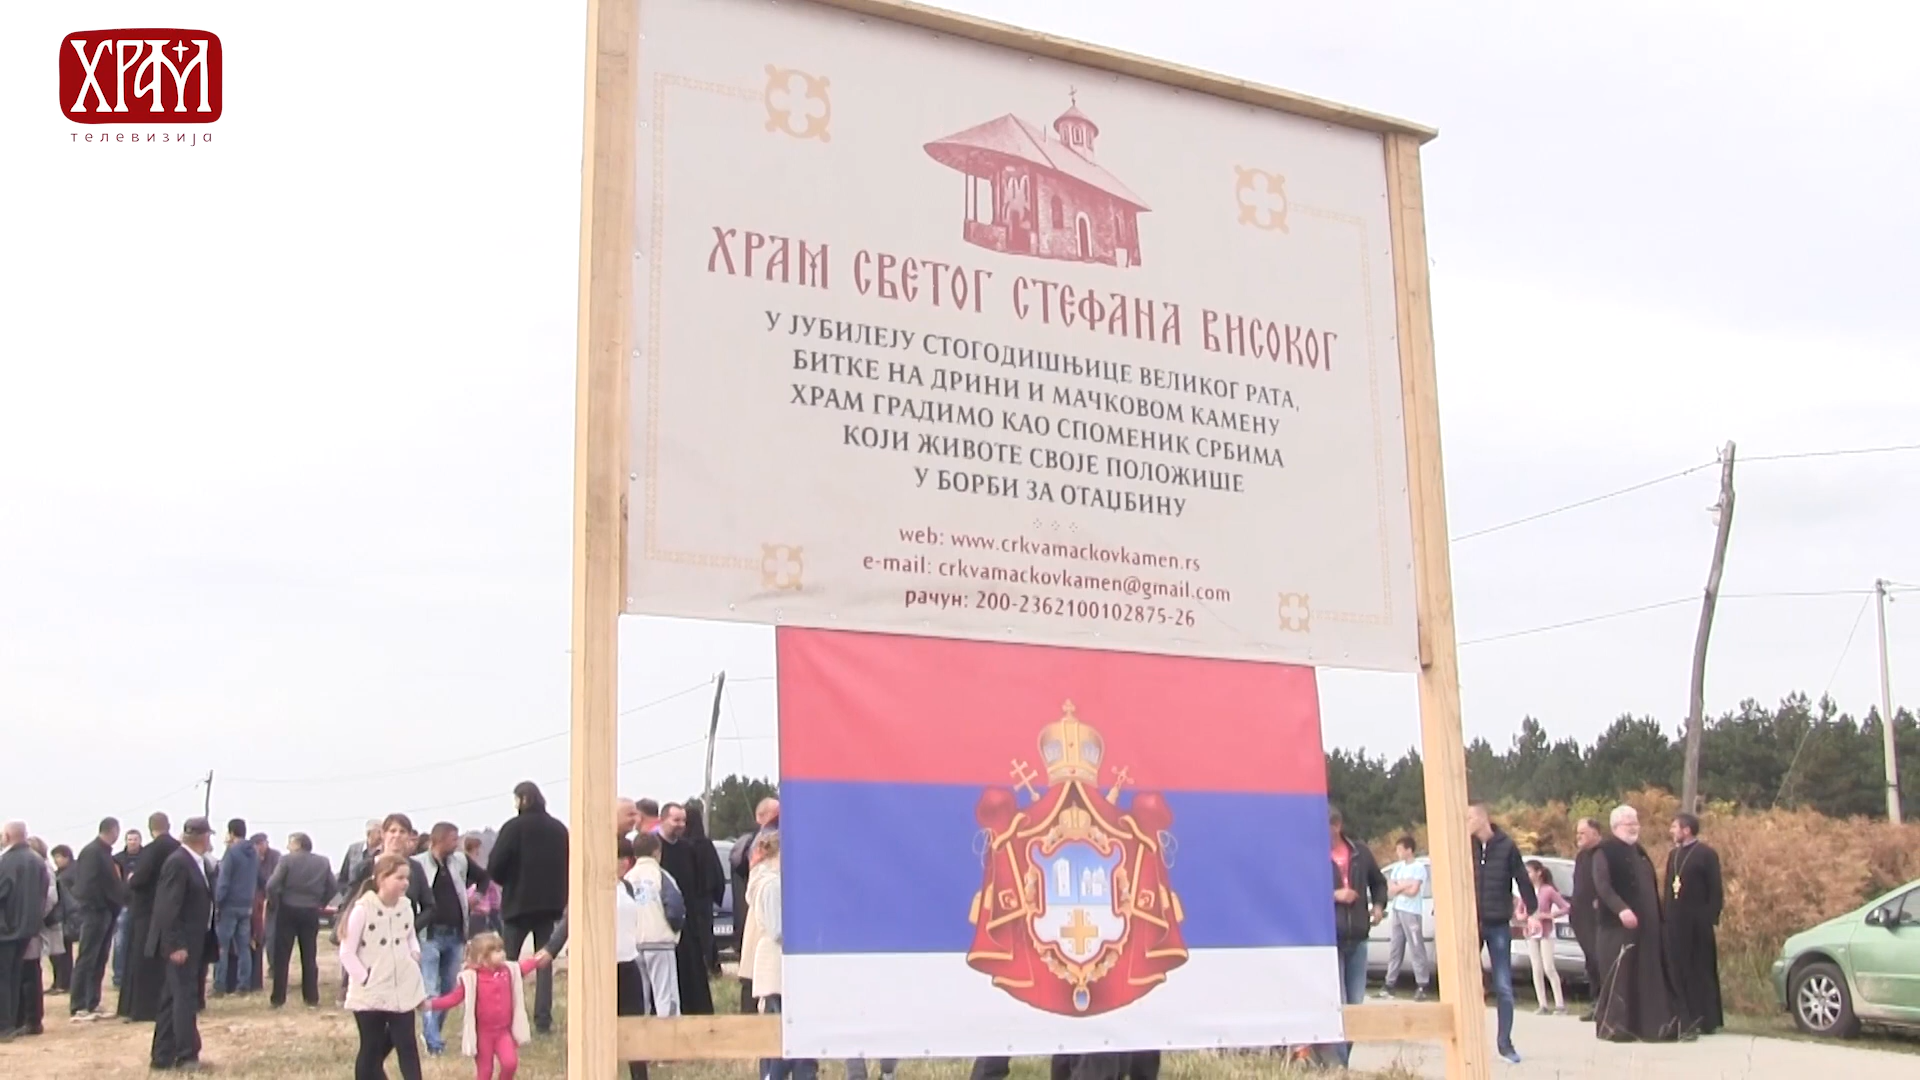 ХРАМ
телевизија
ХРАМ СВЕТОГ СТЕФАНА ВИСОКОГ
У ЈУБИЛЕЈУ СТОГОДИШЊИЦЕ ВЕЛИКОГ РАТА,
БИТКЕ НА ДРИНИ И МАЧКОВОМ КАМЕНУ
ХРАМ ГРАДИМО КАО СПОМЕНИК СРБИМА
КОЈИ ЖИВОТЕ СВОЈЕ ПОЛОЖИШЕ
У БОРБИ ЗА ОТАЏБИНУ
web: www.crkvamackovkamen.rs
e-mail: crkvamackovkamen@gmail.com
рачун: 200-2362100102875-26